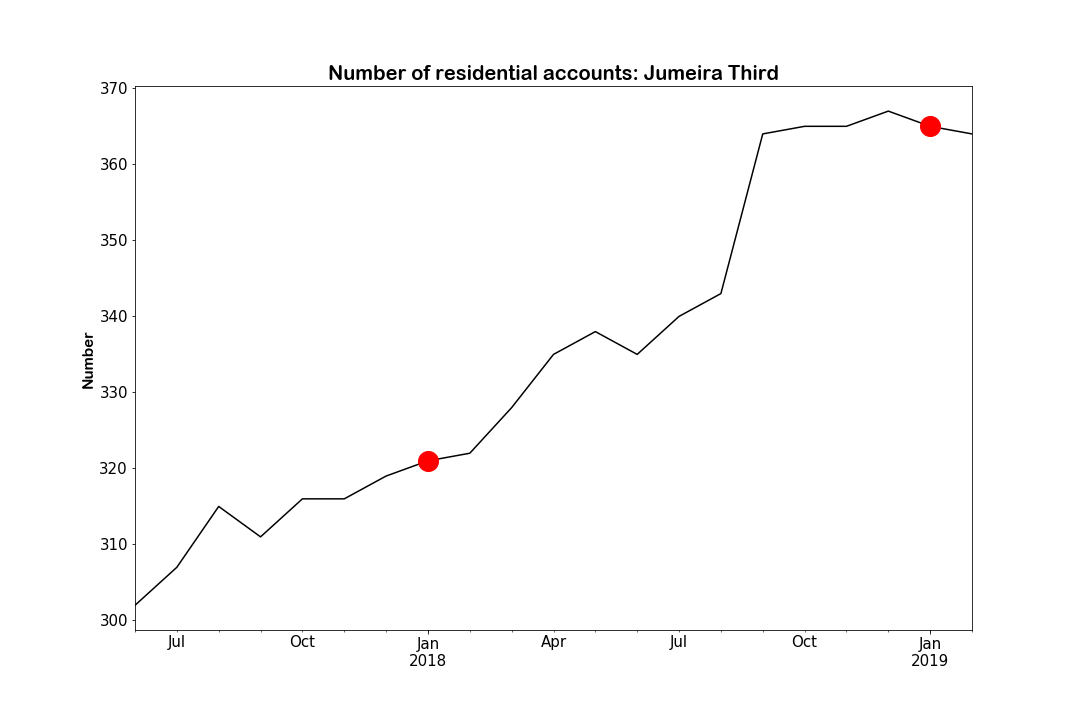 Number of residential accounts: Jumeira Third
370
360
350
340
330
320
310
300
Number
Jul
Oct
Jan
2018
Apr
Jul
Oct
Jan
2019